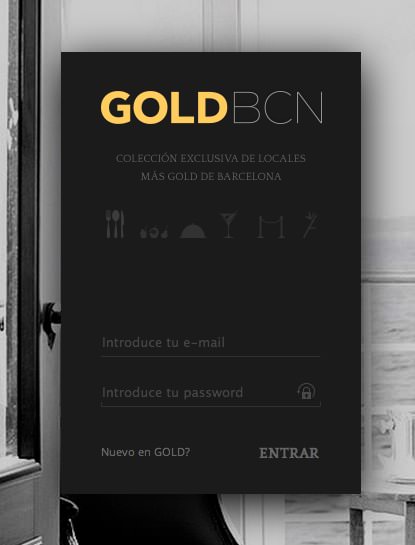 GOLDBCN
COLECCIÓN EXCLUSIVA DE LOCALES
MÁS GOLD DE BARCELONA
Introduce tu e-mail
Introduce tu password
Nuevo en GOLD? ENTRAR